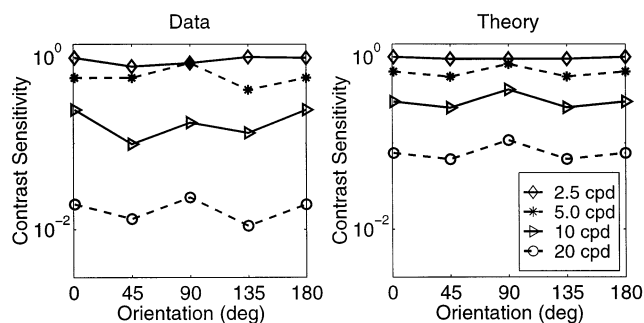 Data
Contrast Sensitivity
10^0
10^-2
0 45 90 135 180
Orientation (deg)
Theory
Contrast Sensitivity
10^0
10^-2
0 45 90 135 180
Orientation (deg)
2.5 cpd
5.0 cpd
10 cpd
20 cpd